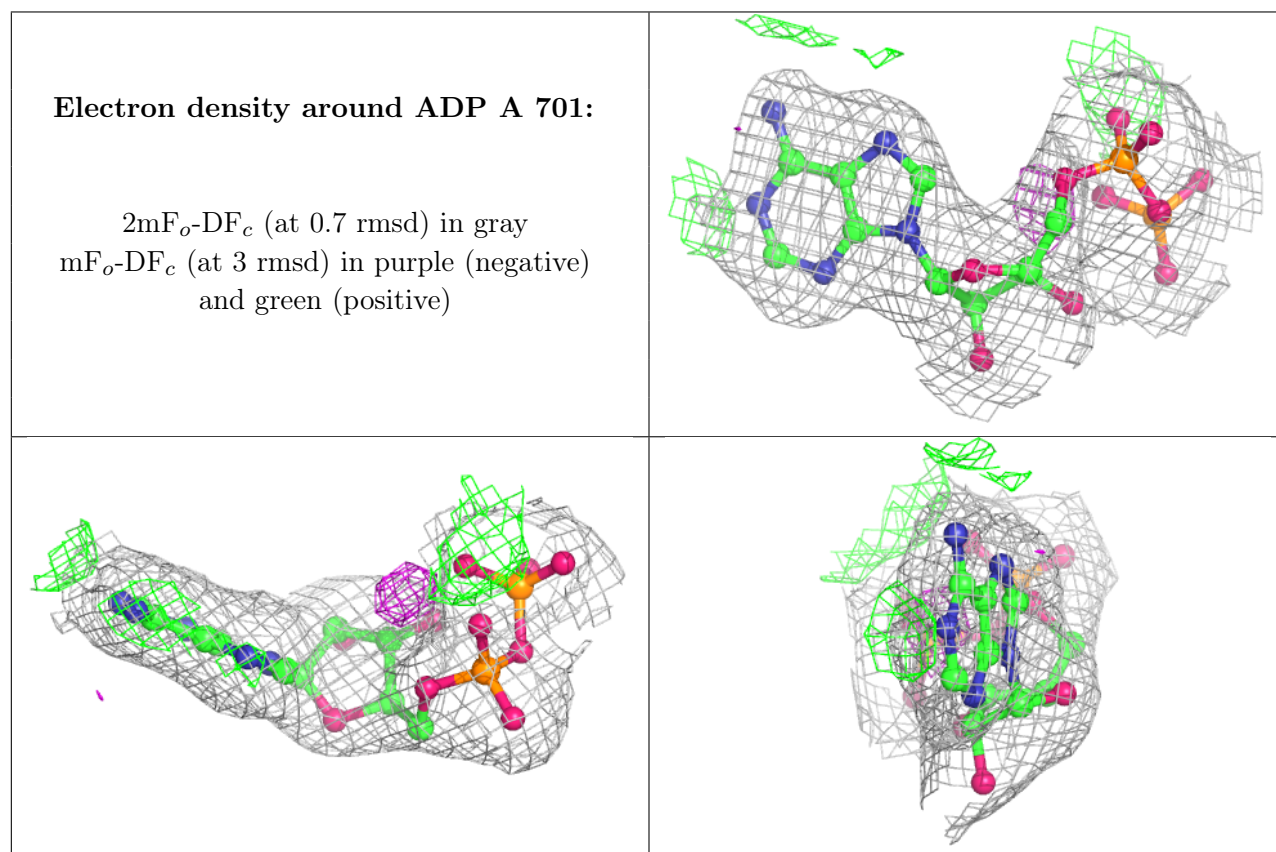 Electron density around ADP A 701:
2mFo-DFc (at 0.7 rmsd) in gray
mFo-DFc (at 3 rmsd) in purple (negative)
and green (positive)